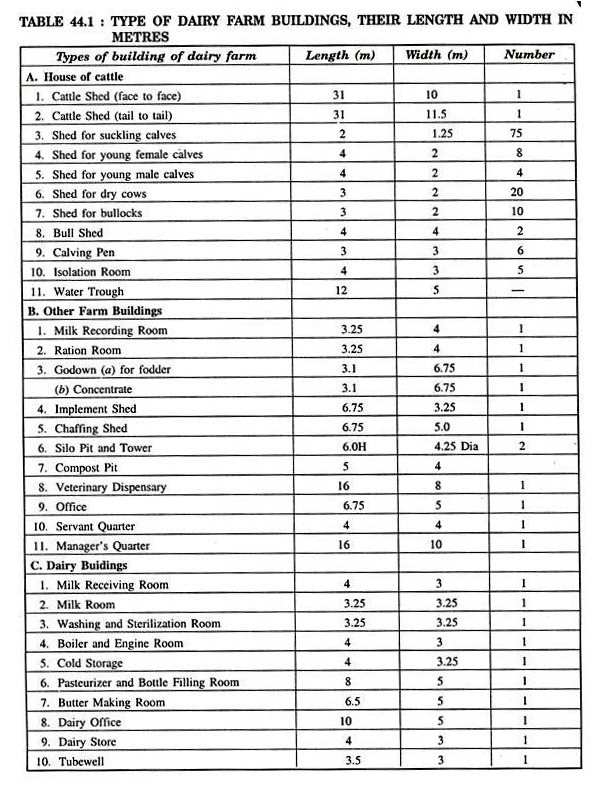 TABLE 44.1 : TYPE OF DAIRY FARM BUILDINGS, THEIR LENGTH AND WIDTH IN
METRES
Types of building of dairy farm Length (m) Width (m) Number
A. House of cattle
1. Cattle Shed (face to face) 31 10 1
2. Cattle Shed (tail to tail) 31 11.5 1
3. Shed for suckling calves 2 1.25 75
4. Shed for young female calves 4 2 8
5. Shed for young male calves 4 2 4
6. Shed for dry cows 3 2 20
7. Shed for bullocks 3 2 10
8. Bull Shed 4 4 2
9. Calving Pen 3 3 6
10. Isolation Room 4 3 5
11. Water Trough 12 5 —
B. Other Farm Buildings
1. Milk Recording Room 3.25 4 1
2. Ration Room 3.25 4 1
3. Godown (a) for fodder 3.1 6.75 1
(b) Concentrate 3.1 6.75 1
4. Implement Shed 6.75 3.25 1
5. Chaffing Shed 6.75 5.0 1
6. Silo Pit and Tower 6.0H 4.25 Dia 2
7. Compost Pit 5 4
8. Veterinary Dispensary 16 8 1
9. Office 6.75 5 1
10. Servant Quarter 4 4 1
11. Manager's Quarter 16 10 1
C. Dairy Buidings
1. Milk Receiving Room 4 3 1
2. Milk Room 3.25 3.25 1
3. Washing and Sterilization Room 3.25 3.25 1
4. Boiler and Engine Room 4 3 1
5. Cold Storage 4 3.25 1
6. Pasteurizer and Bottle Filling Room 8 5 1
7. Butter Making Room 6.5 5 1
8. Dairy Office 10 5 1
9. Dairy Store 4 3 1
10. Tubewell 3.5 3 1